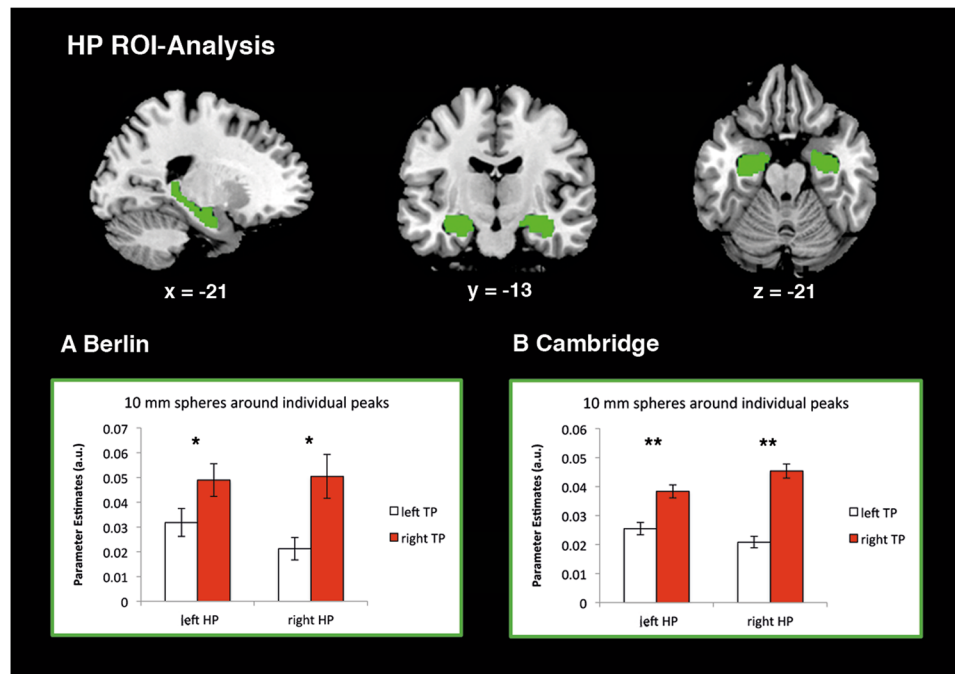 HP ROI-Analysis
x = -21
y = -13
z = -21
A Berlin
10 mm spheres around individual peaks
Parameter Estimates (a.u.)
0.07
0.06
0.05
0.04
0.03
0.02
0.01
0
*
*
left HP
right HP
left TP
right TP
B Cambridge
10 mm spheres around individual peaks
Parameter Estimates (a.u.)
0.06
0.05
0.04
0.03
0.02
0.01
0
**
**
left HP
right HP
left TP
right TP